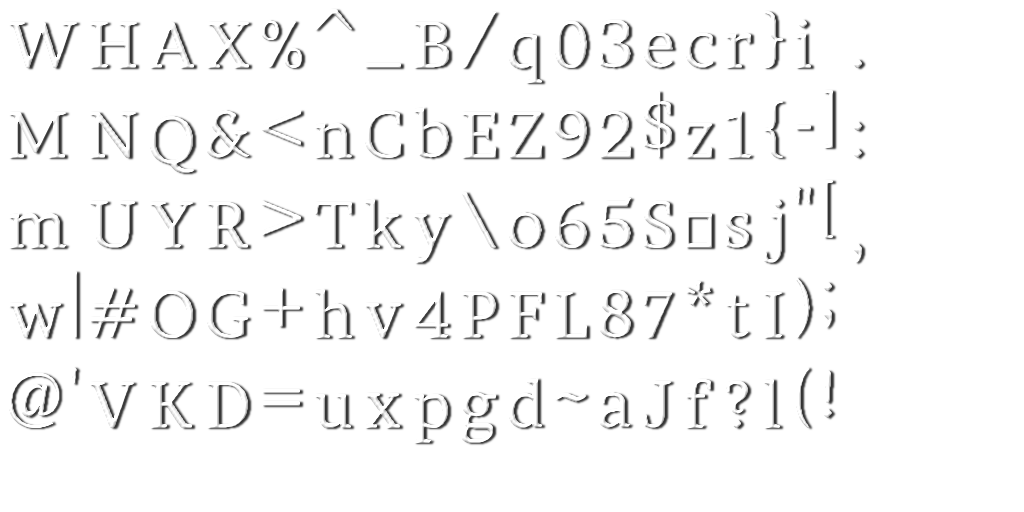 WHAX%^_B/q03ecr}i.
MNQ&<nCbEZ92$z1{-]:
mUYR>Tky\o65S□sj"[,
w|#OG+hv4PFL87*tI);
@'VKD=uxpgd~aJf?l(!